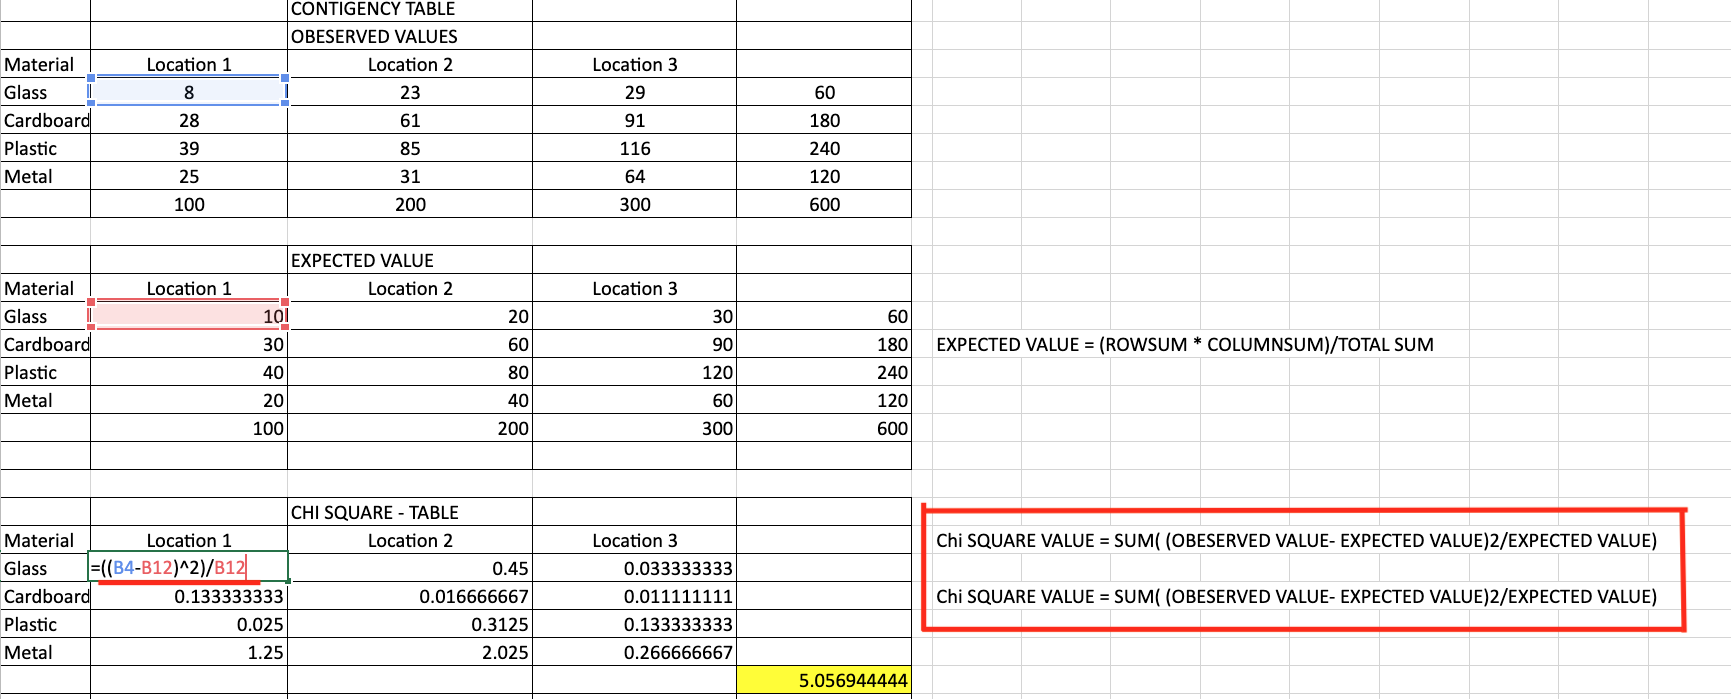 CONTIGENCY TABLE
OBESERVED VALUES
Material Location 1 Location 2 Location 3
Glass 8 23 29 60
Cardboard 28 61 91 180
Plastic 39 85 116 240
Metal 25 31 64 120
100 200 300 600
EXPECTED VALUE
Material Location 1 Location 2 Location 3
Glass 10 20 30 60
Cardboard 30 60 90 180 EXPECTED VALUE = (ROWSUM * COLUMNSUM)/TOTAL SUM
Plastic 40 80 120 240
Metal 20 40 60 120
100 200 300 600
CHI SQUARE - TABLE
Material Location 1 Location 2 Location 3 Chi SQUARE VALUE = SUM( (OBESERVED VALUE- EXPECTED VALUE)2/EXPECTED VALUE)
Glass =((B4-B12)^2)/B12 0.45 0.033333333
Cardboard 0.133333333 0.016666667 0.011111111 Chi SQUARE VALUE = SUM( (OBESERVED VALUE- EXPECTED VALUE)2/EXPECTED VALUE)
Plastic 0.025 0.3125 0.133333333
Metal 1.25 2.025 0.266666667
5.056944444